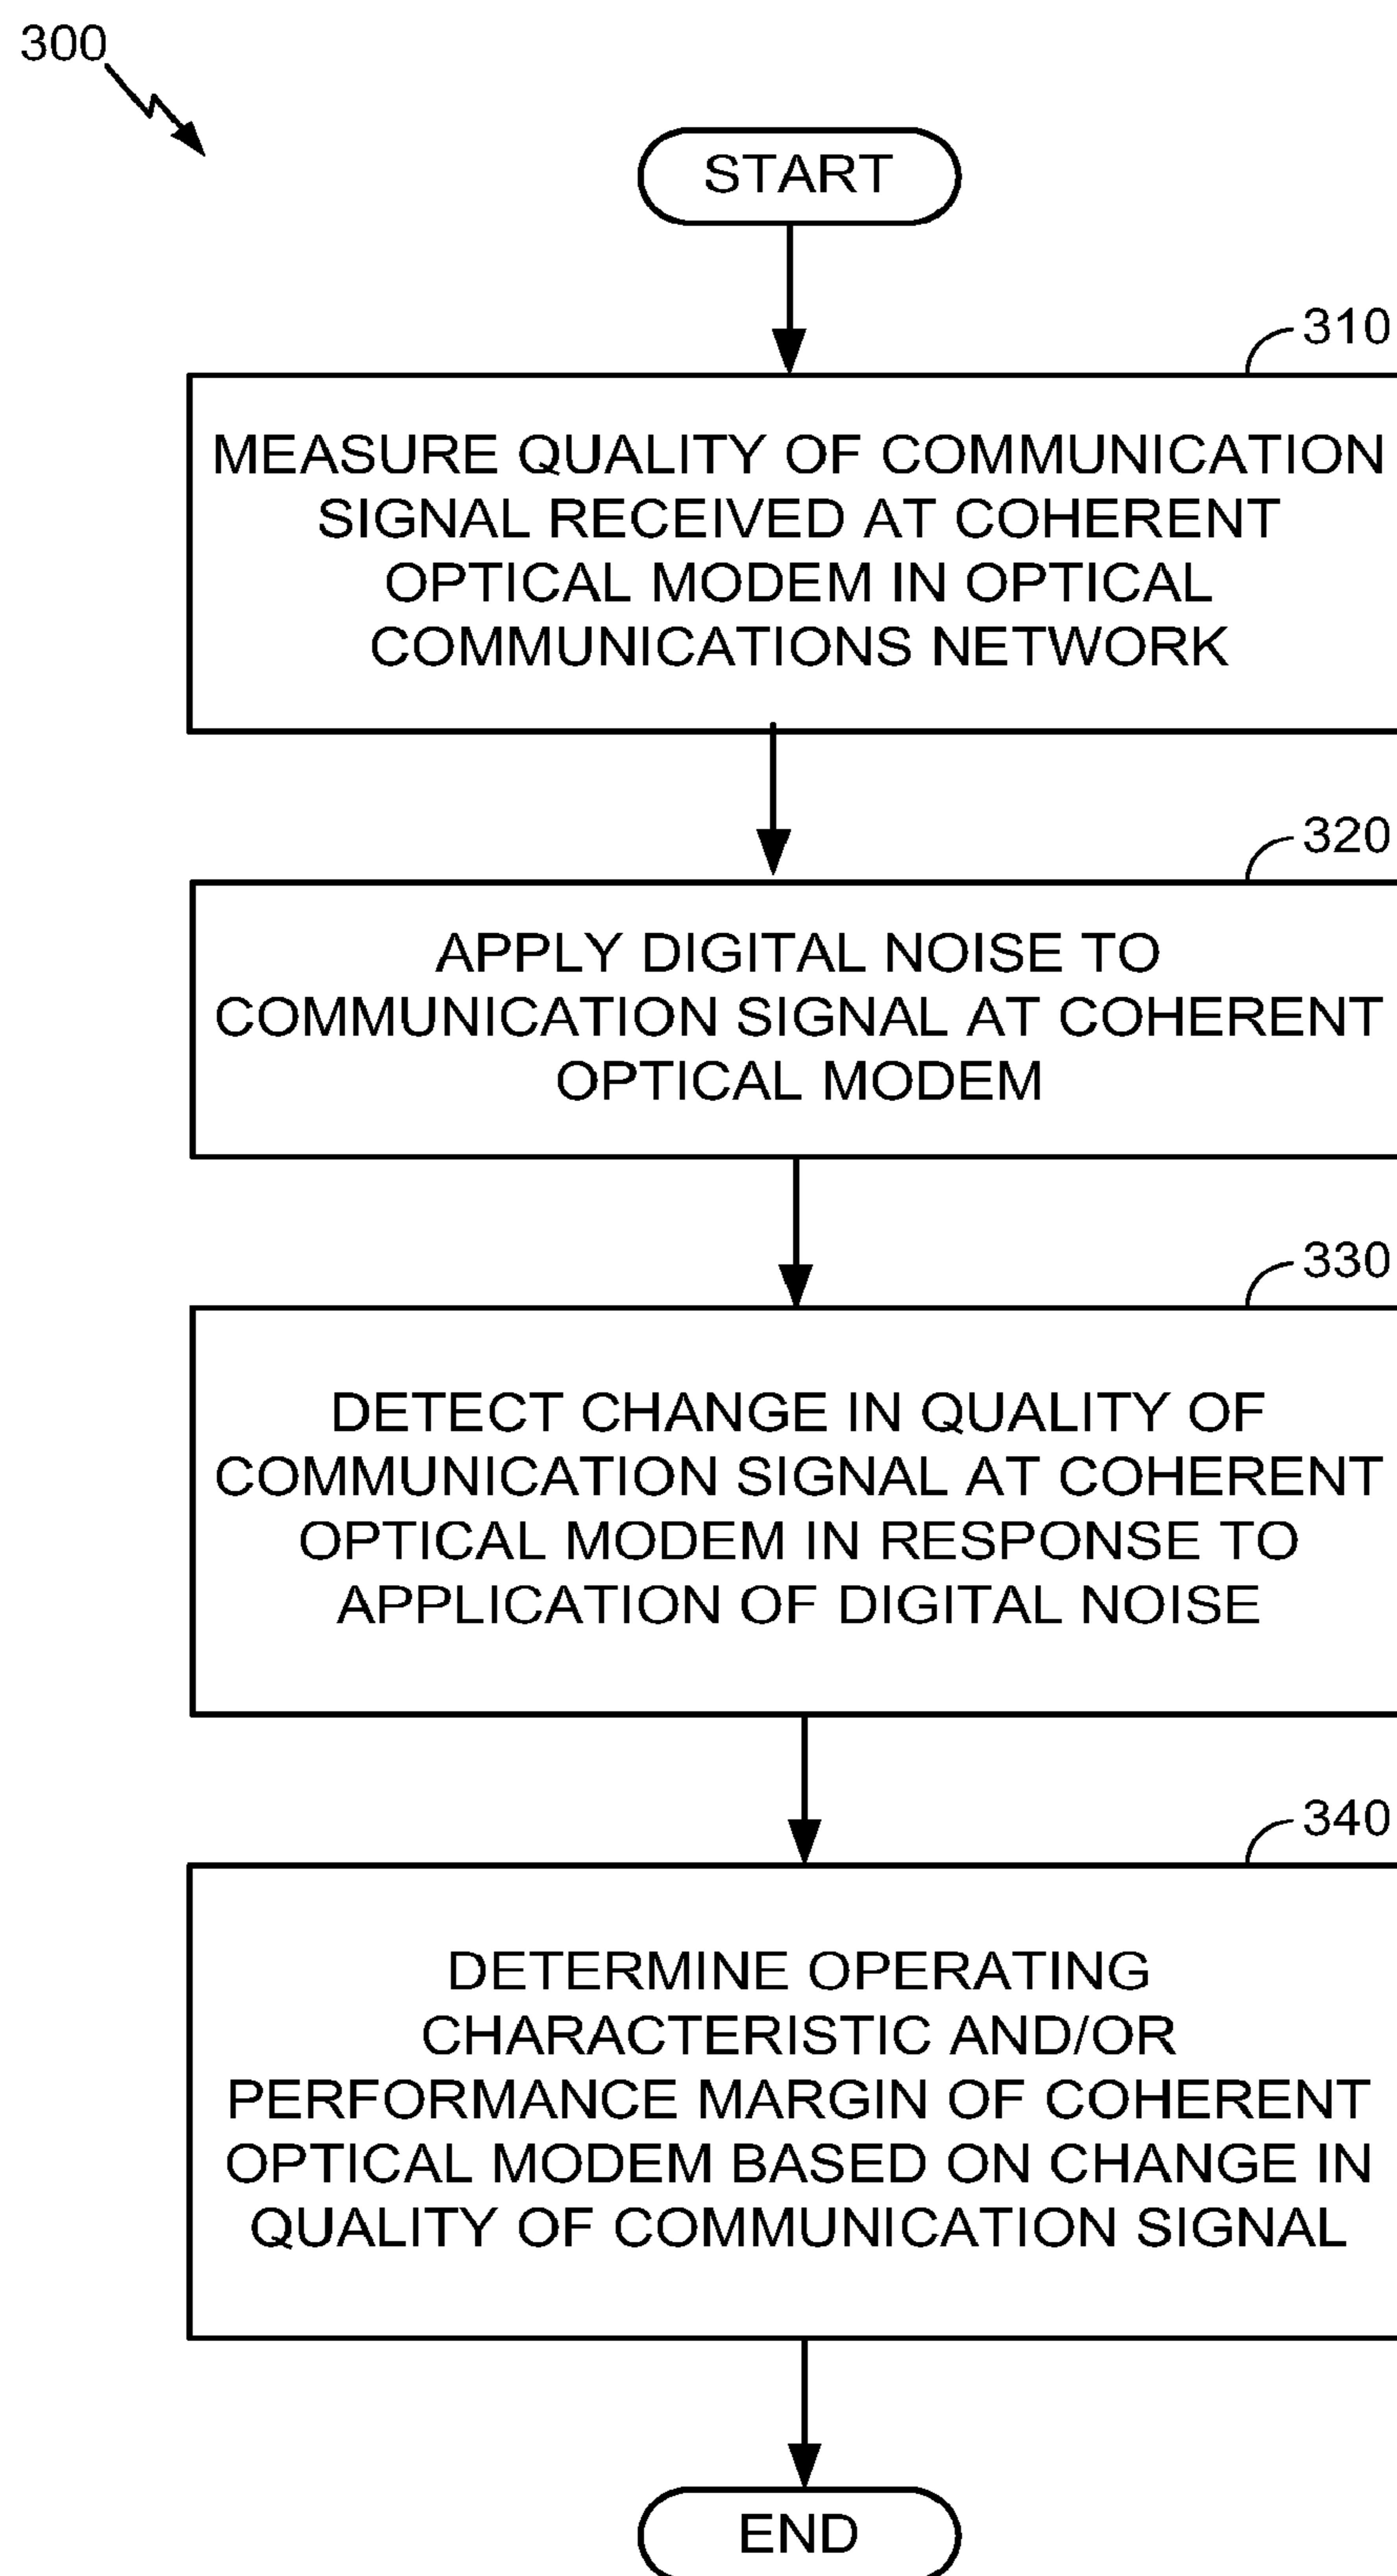 300
START
310
MEASURE QUALITY OF COMMUNICATION
SIGNAL RECEIVED AT COHERENT
OPTICAL MODEM IN OPTICAL
COMMUNICATIONS NETWORK
320
APPLY DIGITAL NOISE TO
COMMUNICATION SIGNAL AT COHERENT
OPTICAL MODEM
330
DETECT CHANGE IN QUALITY OF
COMMUNICATION SIGNAL AT COHERENT
OPTICAL MODEM IN RESPONSE TO
APPLICATION OF DIGITAL NOISE
340
DETERMINE OPERATING
CHARACTERISTIC AND/OR
PERFORMANCE MARGIN OF COHERENT
OPTICAL MODEM BASED ON CHANGE IN
QUALITY OF COMMUNICATION SIGNAL
END